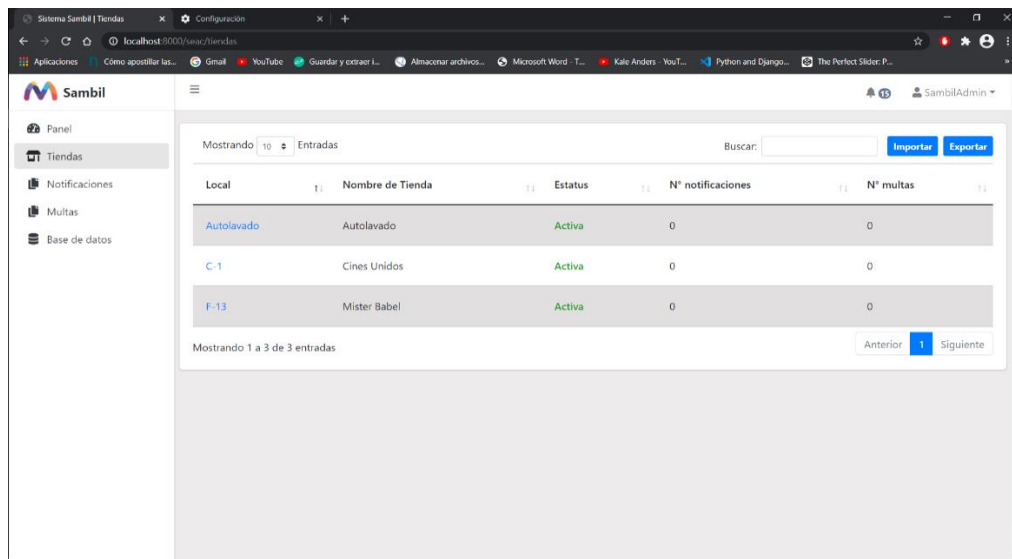 Sistema Sambil | Tiendas
Configuración
localhost:8000/seac/tiendas
Aplicaciones Cómo apostillar las... Gmail YouTube Guardar y extraer i... Almacenar archivos... Microsoft Word - T... Kale Anders - YouT... Python and Django... The Perfect Slider: P...
Sambil
15 SambilAdmin
Panel
Tiendas
Notificaciones
Multas
Base de datos
Mostrando 10 Entradas Buscar: Importar Exportar
Local Nombre de Tienda Estatus N° notificaciones N° multas
Autolavado Autolavado Activa 0 0
C-1 Cines Unidos Activa 0 0
F-13 Mister Babel Activa 0 0
Mostrando 1 a 3 de 3 entradas
Anterior 1 Siguiente